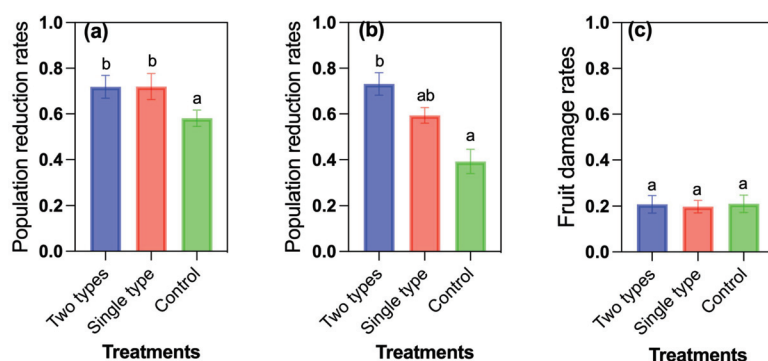 (a)
Population reduction rates
1.0
0.8
0.6
0.4
0.2
0.0
b
b
a
Two types
Single type
Control
Treatments
(b)
Population reduction rates
1.0
0.8
0.6
0.4
0.2
0.0
b
ab
a
Two types
Single type
Control
Treatments
(c)
Fruit damage rates
1.0
0.8
0.6
0.4
0.2
0.0
a
a
a
Two types
Single type
Control
Treatments